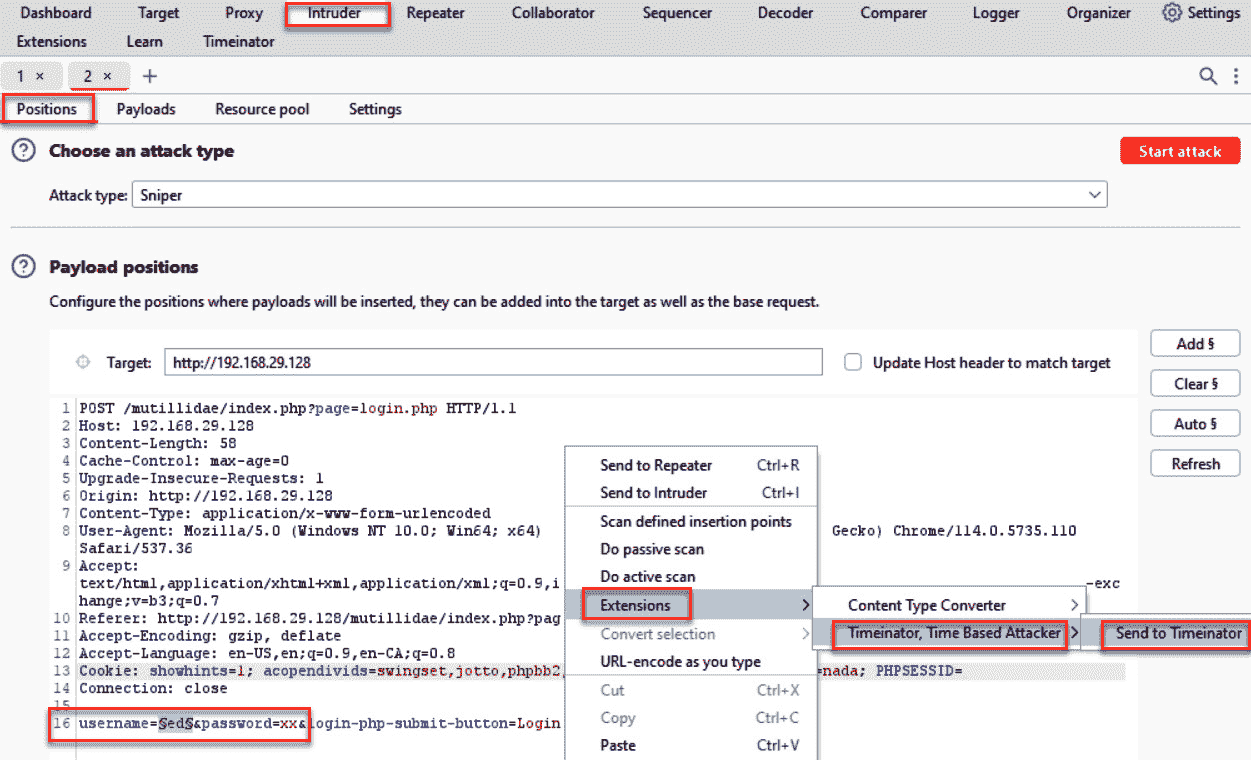 Dashboard Target Proxy Intruder Repeater Collaborator Sequencer Decoder Comparer Logger Organizer Settings
Extensions Learn Timeinator
1 × 2 × +
Positions Payloads Resource pool Settings
? Choose an attack type Start attack
Attack type: Sniper
? Payload positions
Configure the positions where payloads will be inserted, they can be added into the target as well as the base request.
Target: http://192.168.29.128 Update Host header to match target
Add §
Clear §
Auto §
Refresh
1 POST /mutillidae/index.php?page=login.php HTTP/1.1
2 Host: 192.168.29.128
3 Content-Length: 58
4 Cache-Control: max-age=0
5 Upgrade-Insecure-Requests: 1
6 Origin: http://192.168.29.128
7 Content-Type: application/x-www-form-urlencoded
8 User-Agent: Mozilla/5.0 (Windows NT 10.0; Win64; x64) Gecko) Chrome/114.0.5735.110
Safari/537.36
9 Accept:
text/html,application/xhtml+xml,application/xml;q=0.9,i -exc
hange;v=b3;q=0.7
10 Referer: http://192.168.29.128/mutillidae/index.php?pag
11 Accept-Encoding: gzip, deflate
12 Accept-Language: en-US,en;q=0.9,en-CA;q=0.8
13 Cookie: showhints=1; acopendivids=swingset,jotto,phpbb2, =nada; PHPSESSID=
14 Connection: close
15
16 username=§ed§&password=xx&login-php-submit-button=Login
Send to Repeater Ctrl+R
Send to Intruder Ctrl+I
Scan defined insertion points
Do passive scan
Do active scan
Extensions
Convert selection
URL-encode as you type
Cut Ctrl+X
Copy Ctrl+C
Paste Ctrl+V
Content Type Converter
Timeinator, Time Based Attacker
Send to Timeinator